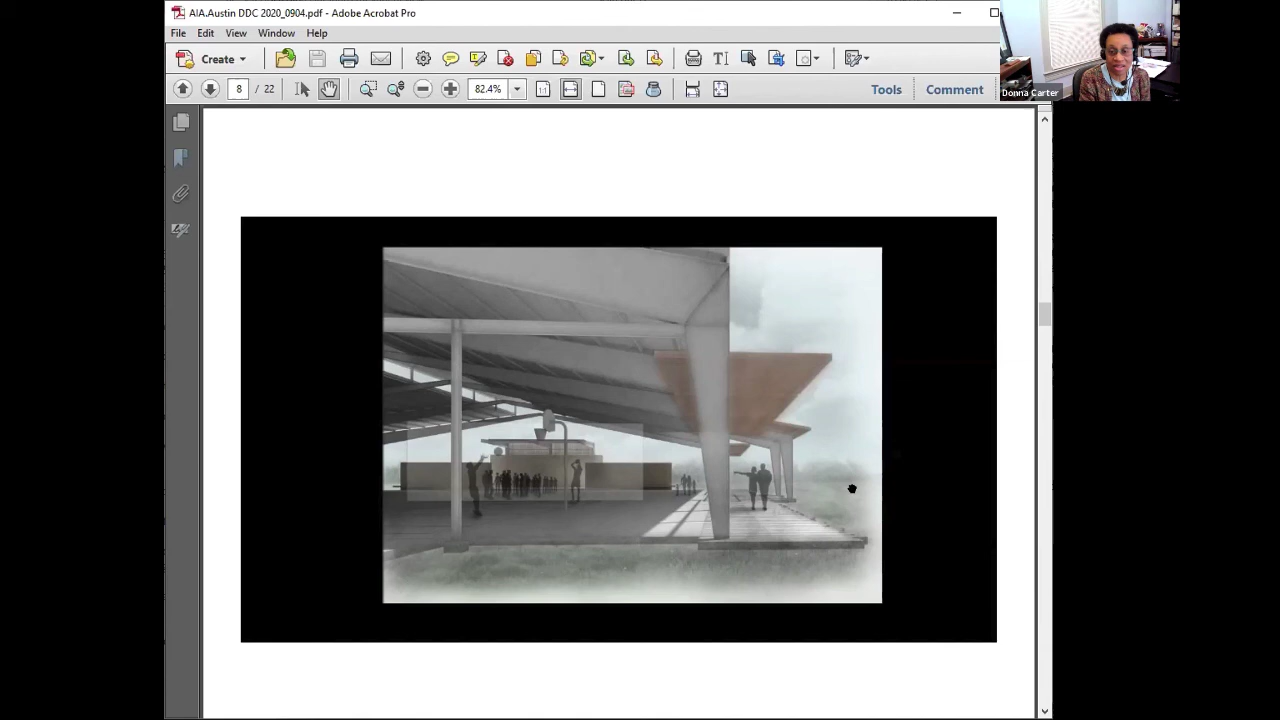 AIA.Austin DDC 2020_0904.pdf - Adobe Acrobat Pro
File Edit View Window Help
Create
8 / 22 82.4% Tools Comment
Donna Carter